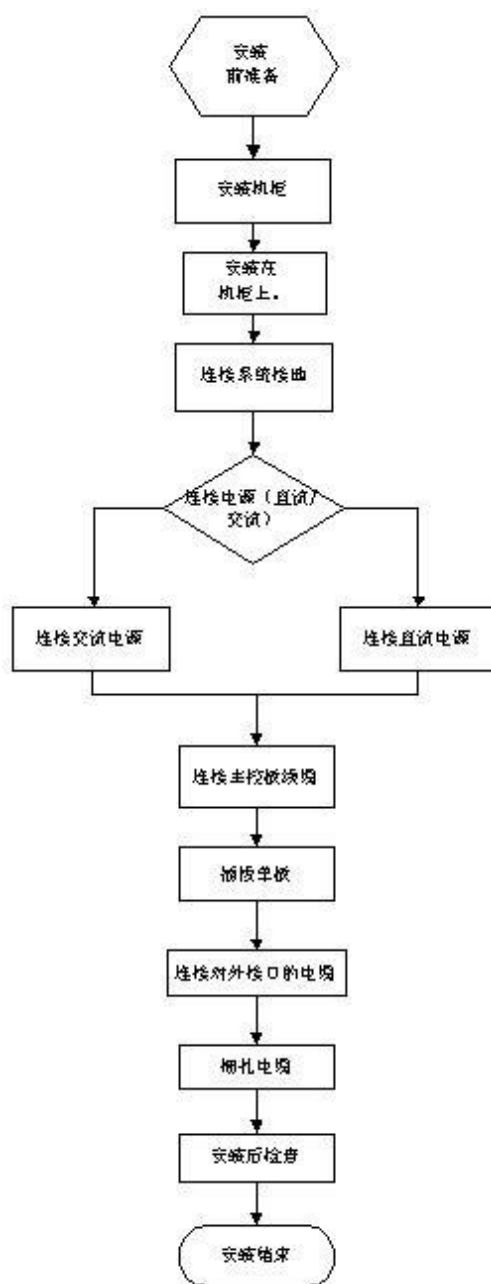 安装
前准备
安装机柜
安装在
机柜上。
连接系统接地
连接电源（直流/
交流）
连接交流电源
连接直流电源
连接主控板线缆
插拔单板
连接对外接口的电缆
捆扎电缆
安装后检查
安装结束